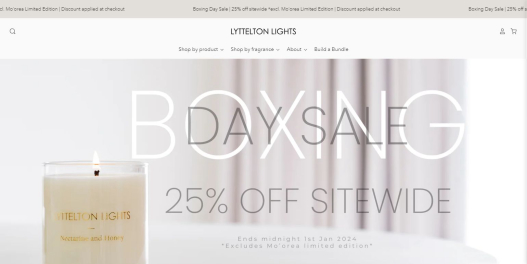 el. Mo'orea Limited Edition | Discount applied at checkout
Boxing Day Sale | 25% off sitewide *excl. Mo'orea Limited Edition | Discount applied at checkout
Boxing Day Sale | 25% off s
LYTTELTON LIGHTS
Shop by product
Shop by fragrance
About
Build a Bundle
BOXING
DAY SALE
25% OFF SITEWIDE
Ends midnight 1st Jan 2024
*Excludes Mo'orea limited edition*
LYTTELTON LIGHTS
Nectarine and Honey